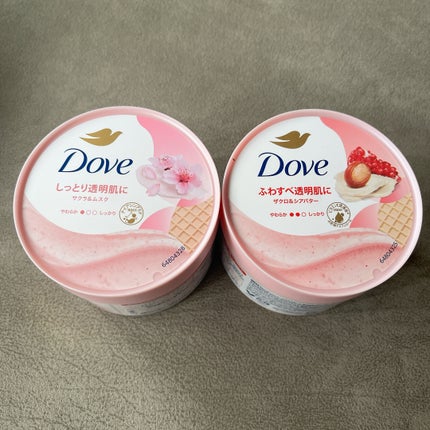 Dove
しっとり透明肌に
サクラ&ムスク
やわらか ●○○ しっかり
64804326
Dove
ふわすべ透明肌に
ザクロ&シアバター
やわらか ●●○ しっかり